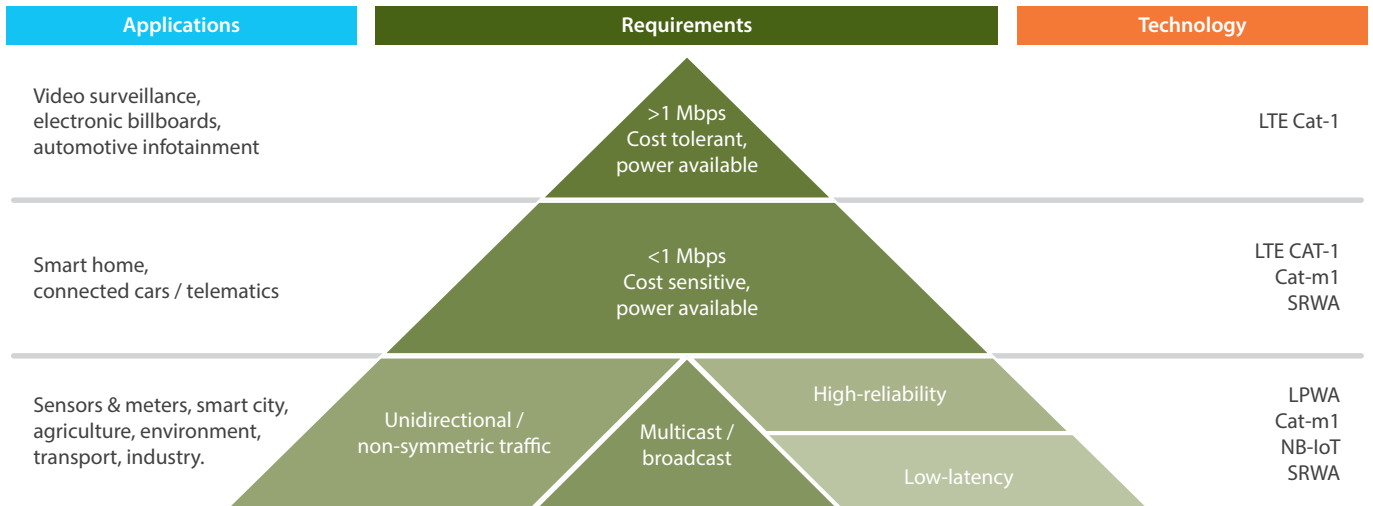 Applications
Requirements
Technology
Video surveillance,
electronic billboards,
automotive infotainment
>1 Mbps
Cost tolerant,
power available
LTE Cat-1
Smart home,
connected cars / telematics
<1 Mbps
Cost sensitive,
power available
LTE CAT-1
Cat-m1
SRWA
Sensors & meters, smart city,
agriculture, environment,
transport, industry.
Unidirectional /
non-symmetric traffic
Multicast /
broadcast
High-reliability
Low-latency
LPWA
Cat-m1
NB-IoT
SRWA